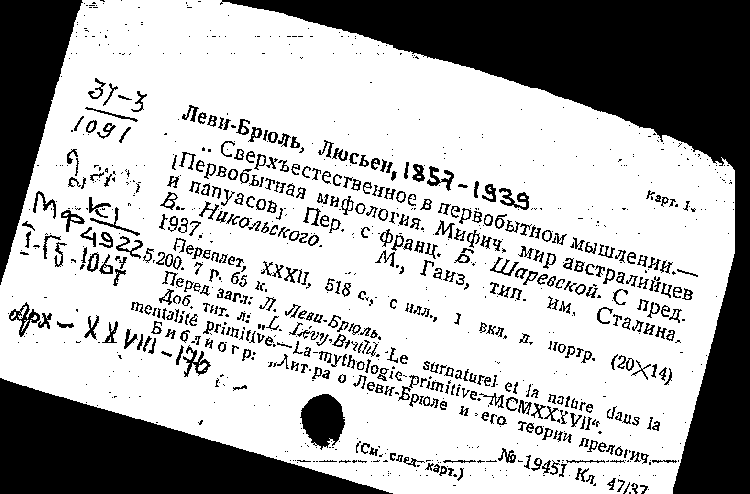 37-3
1091
2 экз.
К1
МФ 4922
I-Г5-1067
арх-XXVIII-176
Леви-Брюль, Люсьен, 1857-1939
Карт. 1.
.. Сверхъестественное в первобытном мышлении.—
[Первобытная мифология. Мифич. мир австралийцев
и папуасов] Пер. с франц. Б. Шаревской. С пред.
В. Никольского. М., Гаиз, тип. им. Сталина.
1937.
Переплет, XXXII, 518 с., с илл., 1 вкл. л. портр. (20×14)
5.200. 7 р. 65 к.
Перед загл: Л. Леви-Брюль.
Доб. тит. л: „L. Lévy-Bruhl. Le surnaturel et la nature dans la
mentalité primitive.—La mythologie primitive.—MCMXXXVII“.
Библиогр: „Лит-ра о Леви-Брюле и его теории прелогич.
(См. след. карт.)
№ 19451 Кл. 47/37